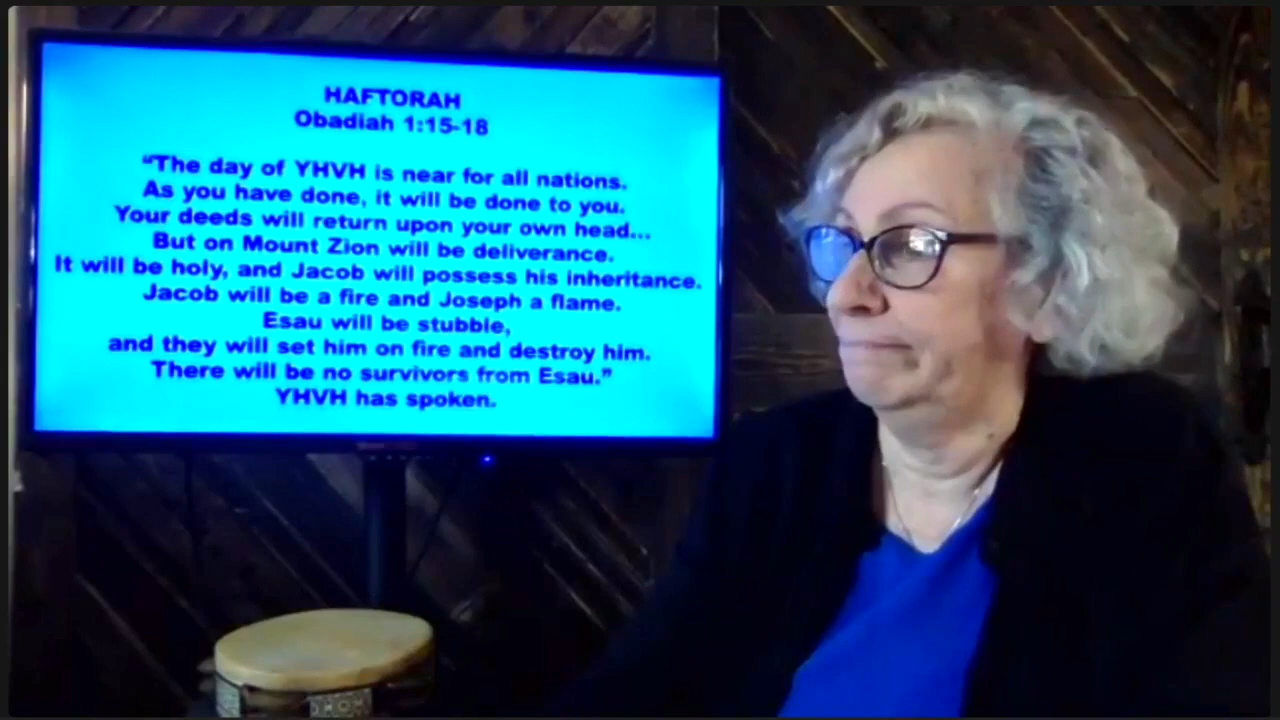 HAFTORAH
Obadiah 1:15-18
“The day of YHVH is near for all nations.
As you have done, it will be done to you.
Your deeds will return upon your own head...
But on Mount Zion will be deliverance.
It will be holy, and Jacob will possess his inheritance.
Jacob will be a fire and Joseph a flame.
Esau will be stubble,
and they will set him on fire and destroy him.
There will be no survivors from Esau.”
YHVH has spoken.